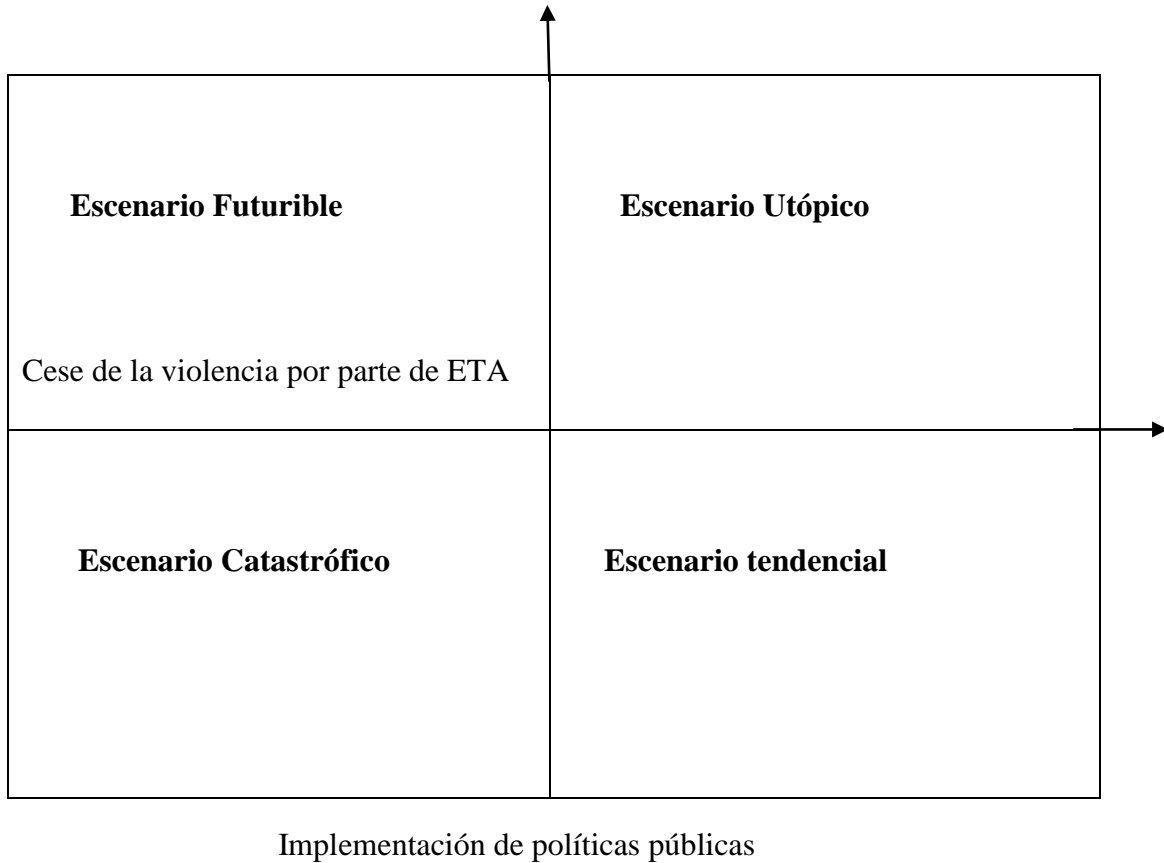 Escenario Futurible
Escenario Utópico
Cese de la violencia por parte de ETA
Escenario Catastrófico
Escenario tendencial
Implementación de políticas públicas